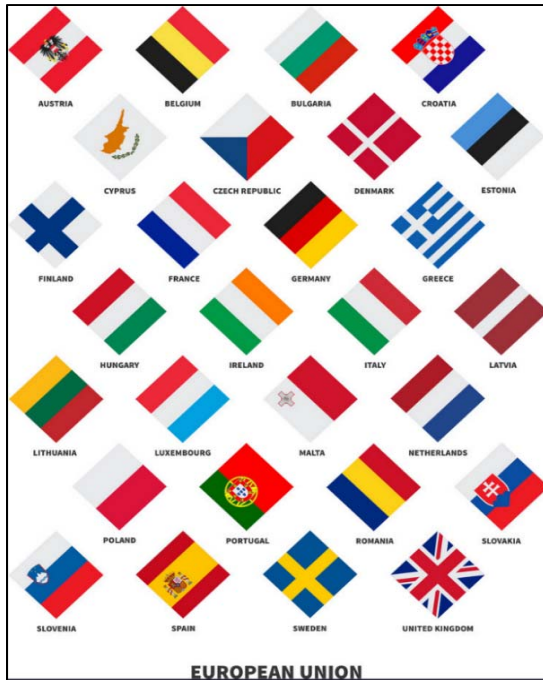 AUSTRIA BELGIUM BULGARIA CROATIA
CYPRUS CZECH REPUBLIC DENMARK ESTONIA
FINLAND FRANCE GERMANY GREECE
HUNGARY IRELAND ITALY LATVIA
LITHUANIA LUXEMBOURG MALTA NETHERLANDS
POLAND PORTUGAL ROMANIA SLOVAKIA
SLOVENIA SPAIN SWEDEN UNITED KINGDOM
EUROPEAN UNION